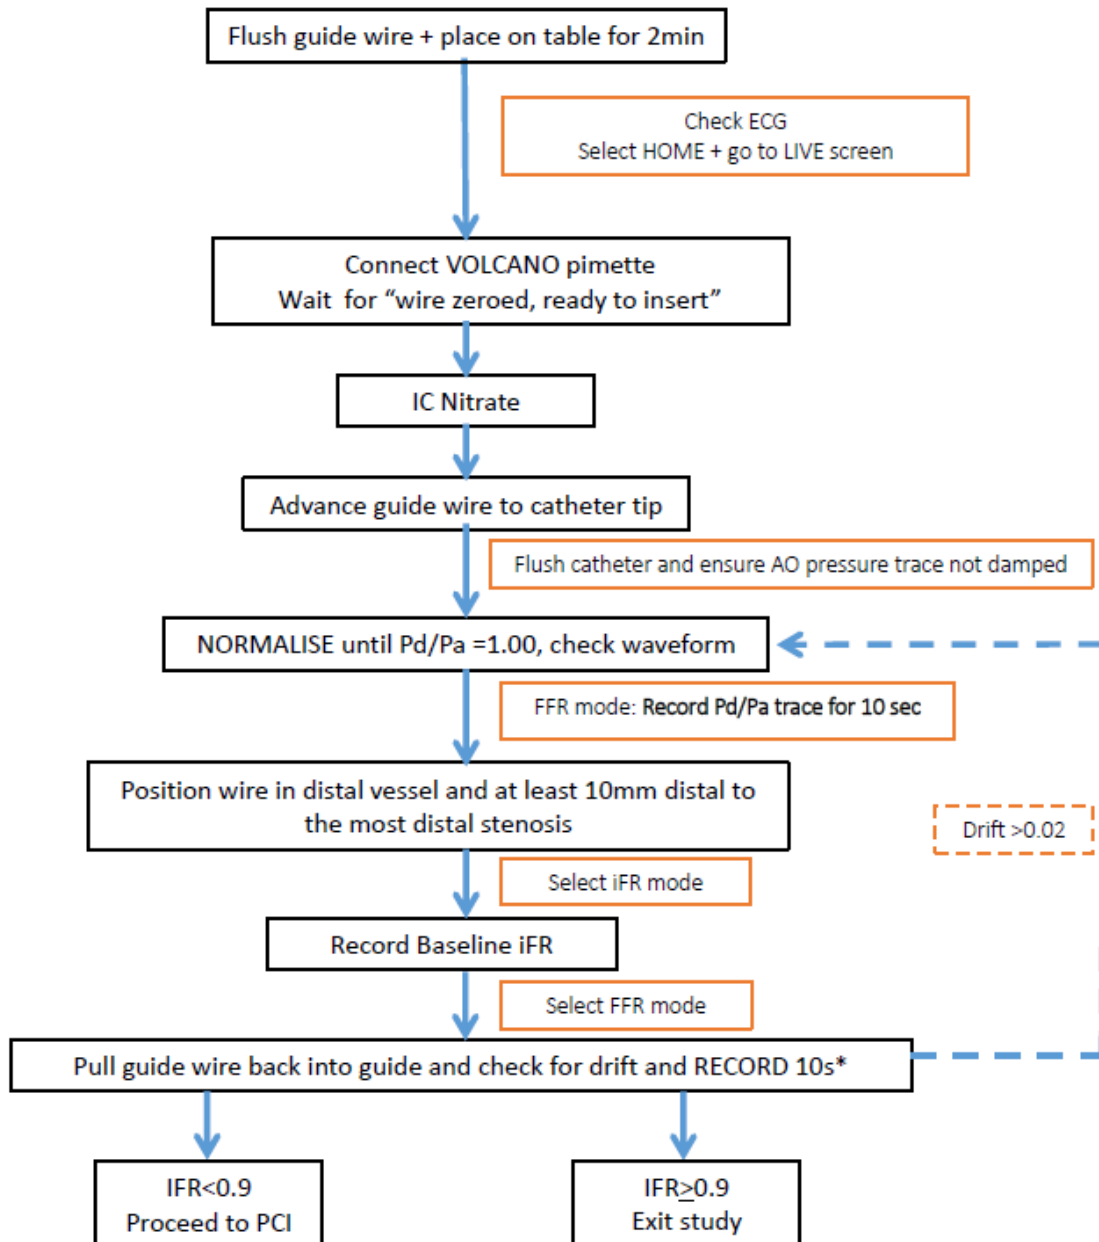 Flush guide wire + place on table for 2min
Check ECG
Select HOME + go to LIVE screen
Connect VOLCANO pimette
Wait for “wire zeroed, ready to insert”
IC Nitrate
Advance guide wire to catheter tip
Flush catheter and ensure AO pressure trace not damped
NORMALISE until Pd/Pa =1.00, check waveform
FFR mode: Record Pd/Pa trace for 10 sec
Position wire in distal vessel and at least 10mm distal to
the most distal stenosis
Drift >0.02
Select iFR mode
Record Baseline iFR
Select FFR mode
Pull guide wire back into guide and check for drift and RECORD 10s*
IFR<0.9
Proceed to PCI
IFR≥0.9
Exit study